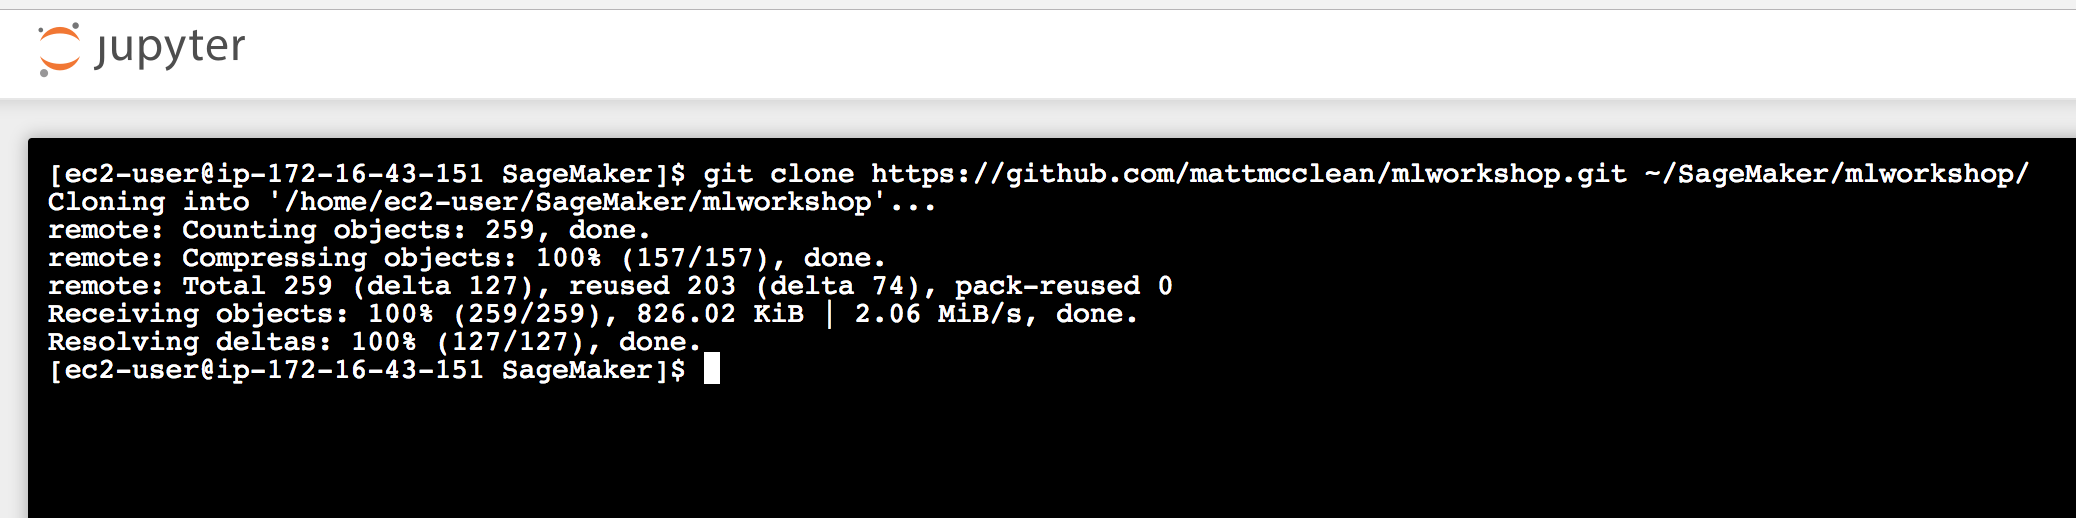 jupyter
[ec2-user@ip-172-16-43-151 SageMaker]$ git clone https://github.com/mattmcclean/mlworkshop.git ~/SageMaker/mlworkshop/
Cloning into '/home/ec2-user/SageMaker/mlworkshop'...
remote: Counting objects: 259, done.
remote: Compressing objects: 100% (157/157), done.
remote: Total 259 (delta 127), reused 203 (delta 74), pack-reused 0
Receiving objects: 100% (259/259), 826.02 KiB | 2.06 MiB/s, done.
Resolving deltas: 100% (127/127), done.
[ec2-user@ip-172-16-43-151 SageMaker]$